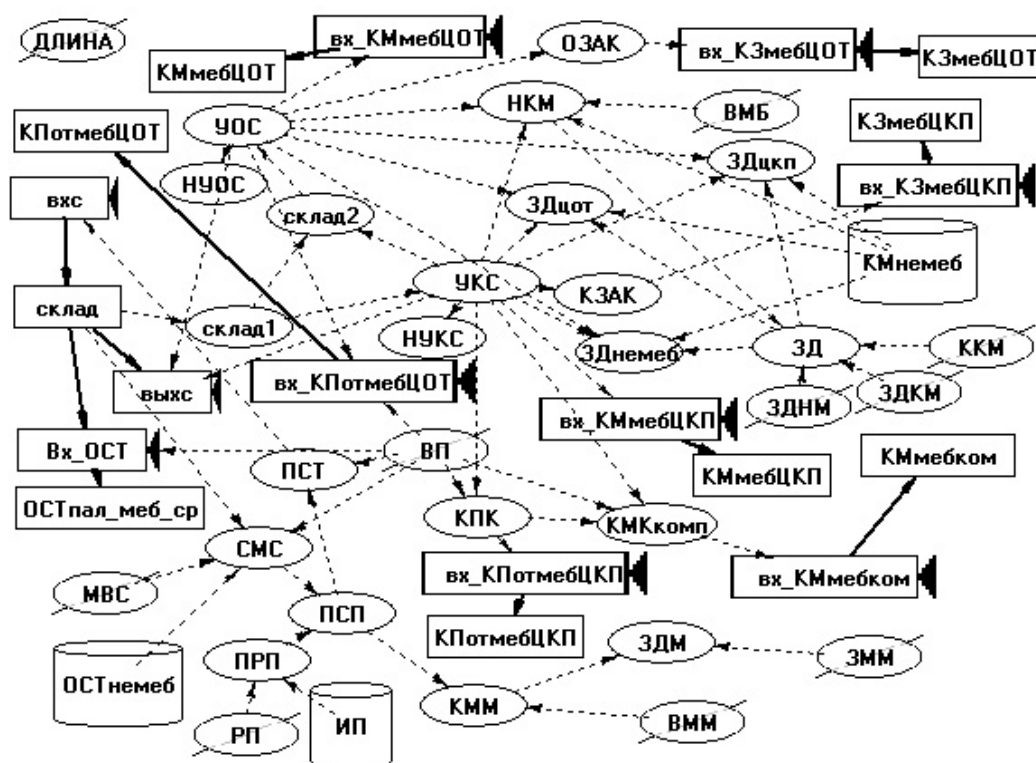 ДЛИНА
вх_КМмебЦОТ
ОЗАК
вх_КЗмебЦОТ
КЗмебЦОТ
КМмебЦОТ
КПотмебЦОТ
УОС
НКМ
ВМБ
КЗмебЦКП
ЗДцкп
НУОС
вх_КЗмебЦКП
вхс
склад2
ЗДцот
КМнемеб
УКС
КЗАК
склад
склад1
НУКС
ЗДнемеб
ЗД
ККМ
выхс
вх_КПотмебЦОТ
ЗДНМ
ЗДКМ
вх_КМмебЦКП
Вх_ОСТ
ВП
КМмебком
ПСТ
КМмебЦКП
ОСТпал_меб_ср
КПК
КМКкомп
СМС
вх_КПотмебЦКП
вх_КМмебком
МВС
ПСП
КПотмебЦКП
ЗДМ
ЗММ
ОСТнемеб
ПРП
КММ
ВММ
РП
ИП